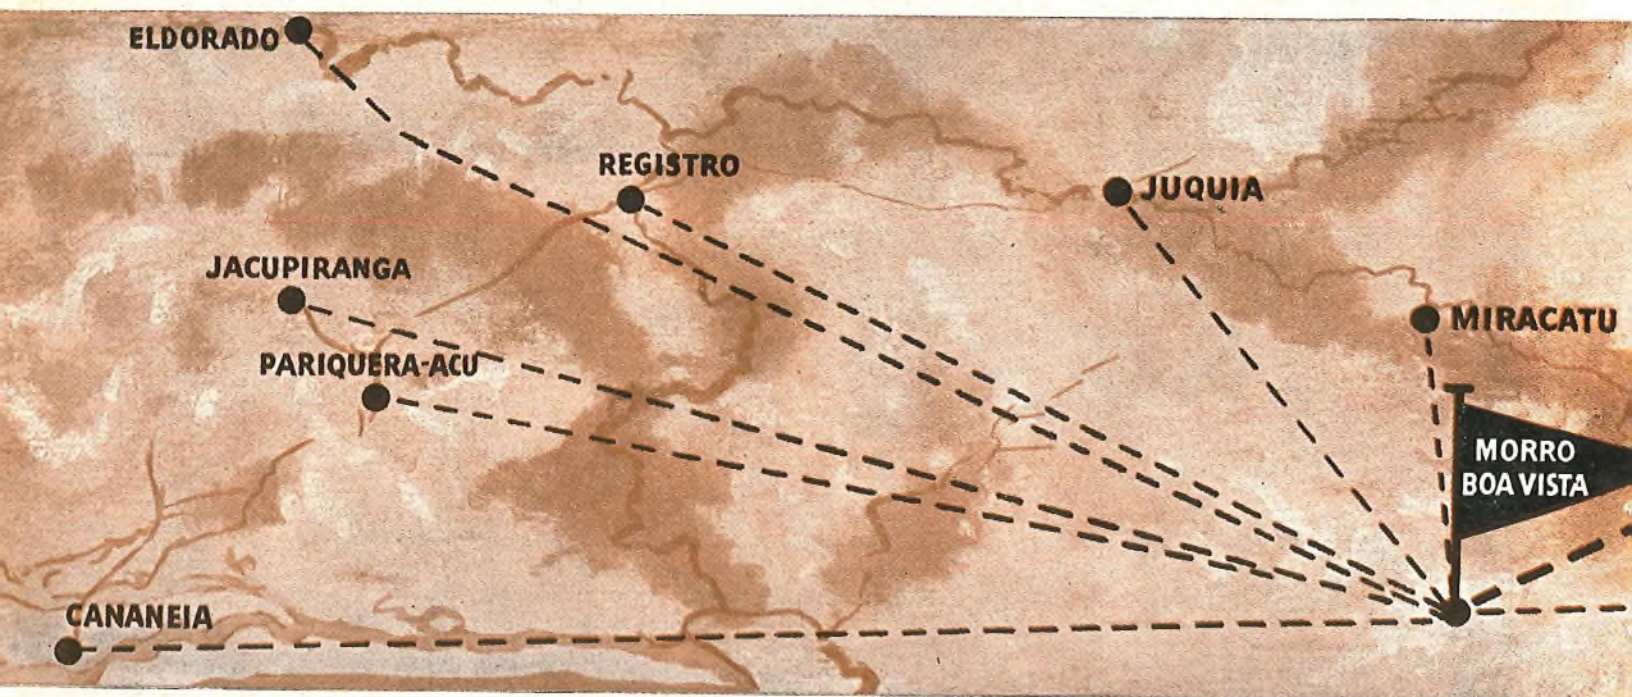 ELDORADO
REGISTRO
JUQUIA
JACUPIRANGA
MIRACATU
PARIQUERA-ACU
MORRO
BOA VISTA
CANANEIA